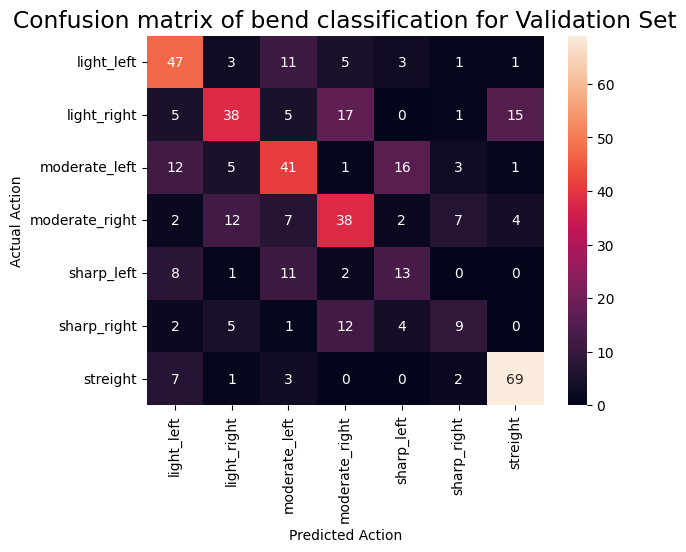 Confusion matrix of bend classification for Validation Set
Actual Action
light_left 47 3 11 5 3 1 1
light_right 5 38 5 17 0 1 15
moderate_left 12 5 41 1 16 3 1
moderate_right 2 12 7 38 2 7 4
sharp_left 8 1 11 2 13 0 0
sharp_right 2 5 1 12 4 9 0
streight 7 1 3 0 0 2 69
light_left light_right moderate_left moderate_right sharp_left sharp_right streight
Predicted Action
60
50
40
30
20
10
0